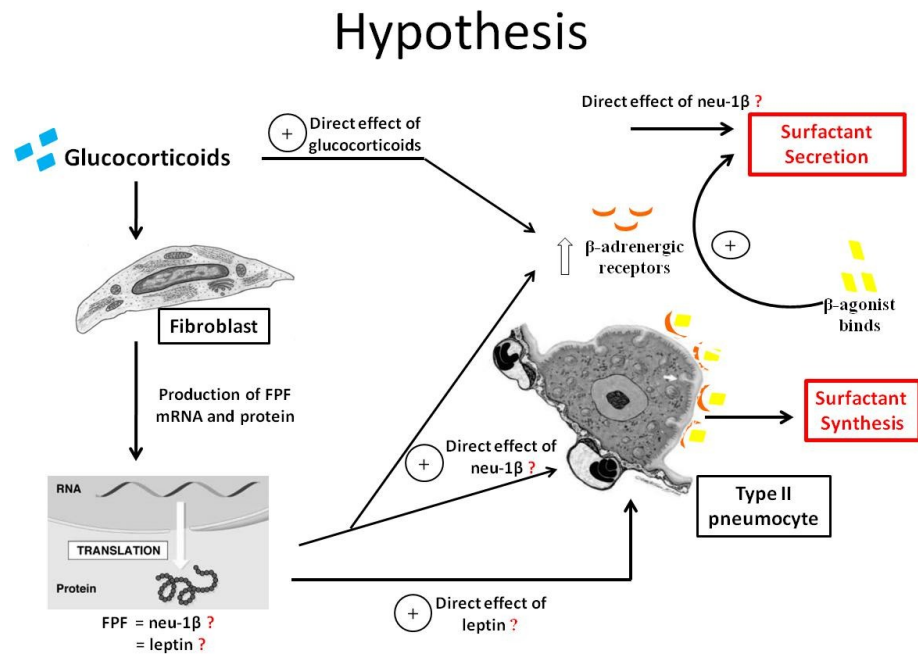 Hypothesis
Direct effect of neu-1β ?
Surfactant
Secretion
+
Direct effect of
glucocorticoids
Glucocorticoids
β-adrenergic
receptors
+
β-agonist
binds
Fibroblast
Production of FPF
mRNA and protein
Surfactant
Synthesis
+
Direct effect of
neu-1β ?
Type II
pneumocyte
RNA
TRANSLATION
Protein
+
Direct effect of
leptin ?
FPF = neu-1β ?
= leptin ?